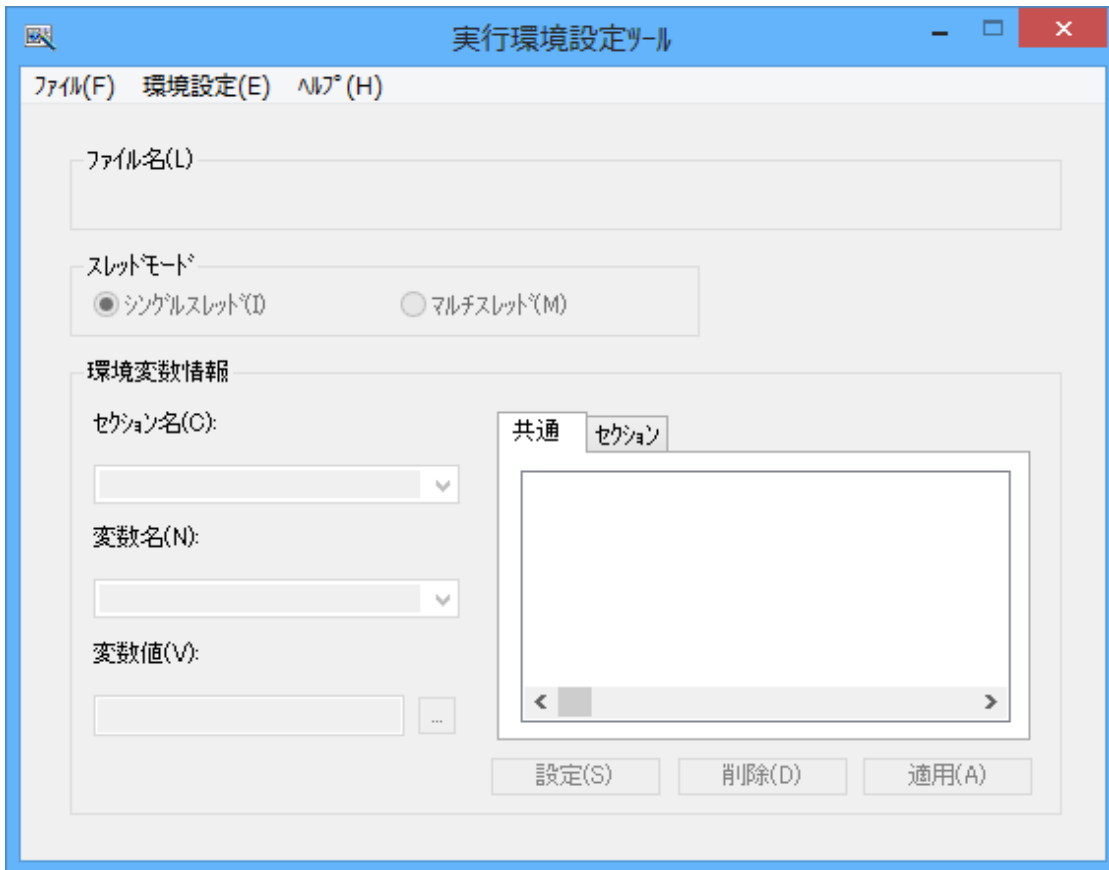 実行環境設定ﾂｰﾙ
ﾌｧｲﾙ(F) 環境設定(E) ﾍﾙﾌﾟ(H)
ファイル名(L)
スレッドモード
シングルスレッド(I) マルチスレッド(M)
環境変数情報
セクション名(C):
共通 セクション
変数名(N):
変数値(V):
...
設定(S) 削除(D) 適用(A)